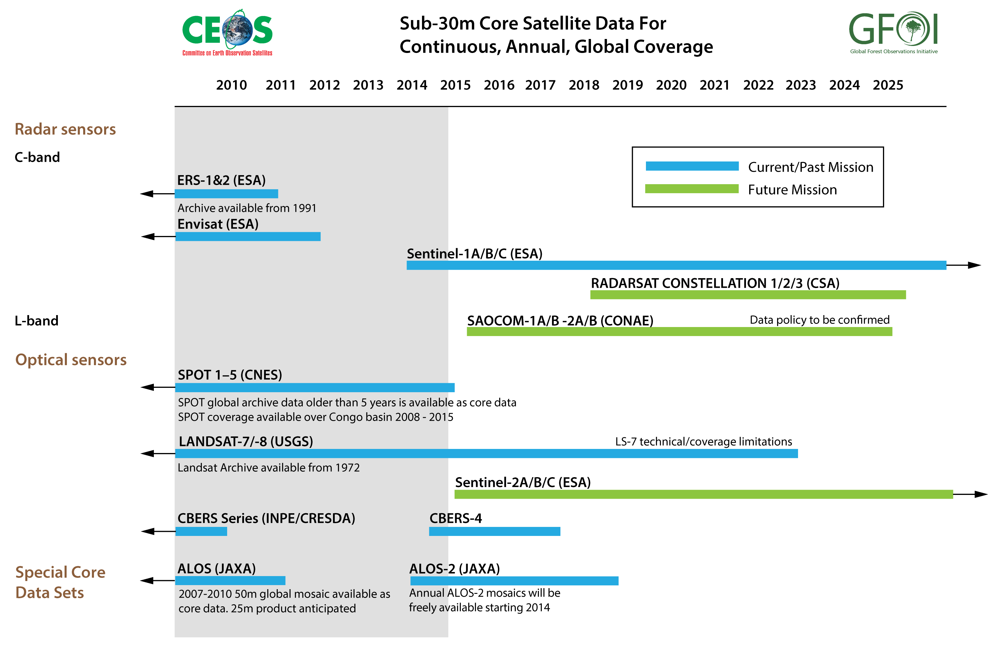 CEOS
Committee on Earth Observation Satellites
Sub-30m Core Satellite Data For
Continuous, Annual, Global Coverage
GFOI
Global Forest Observations Initiative
2010 2011 2012 2013 2014 2015 2016 2017 2018 2019 2020 2021 2022 2023 2024 2025
Radar sensors
C-band
Current/Past Mission
Future Mission
ERS-1&2 (ESA)
Archive available from 1991
Envisat (ESA)
Sentinel-1A/B/C (ESA)
RADARSAT CONSTELLATION 1/2/3 (CSA)
L-band
SAOCOM-1A/B -2A/B (CONAE)
Data policy to be confirmed
Optical sensors
SPOT 1–5 (CNES)
SPOT global archive data older than 5 years is available as core data
SPOT coverage available over Congo basin 2008 - 2015
LANDSAT-7/-8 (USGS)
LS-7 technical/coverage limitations
Landsat Archive available from 1972
Sentinel-2A/B/C (ESA)
CBERS Series (INPE/CRESDA)
CBERS-4
Special Core
Data Sets
ALOS (JAXA)
2007-2010 50m global mosaic available as
core data. 25m product anticipated
ALOS-2 (JAXA)
Annual ALOS-2 mosaics will be
freely available starting 2014